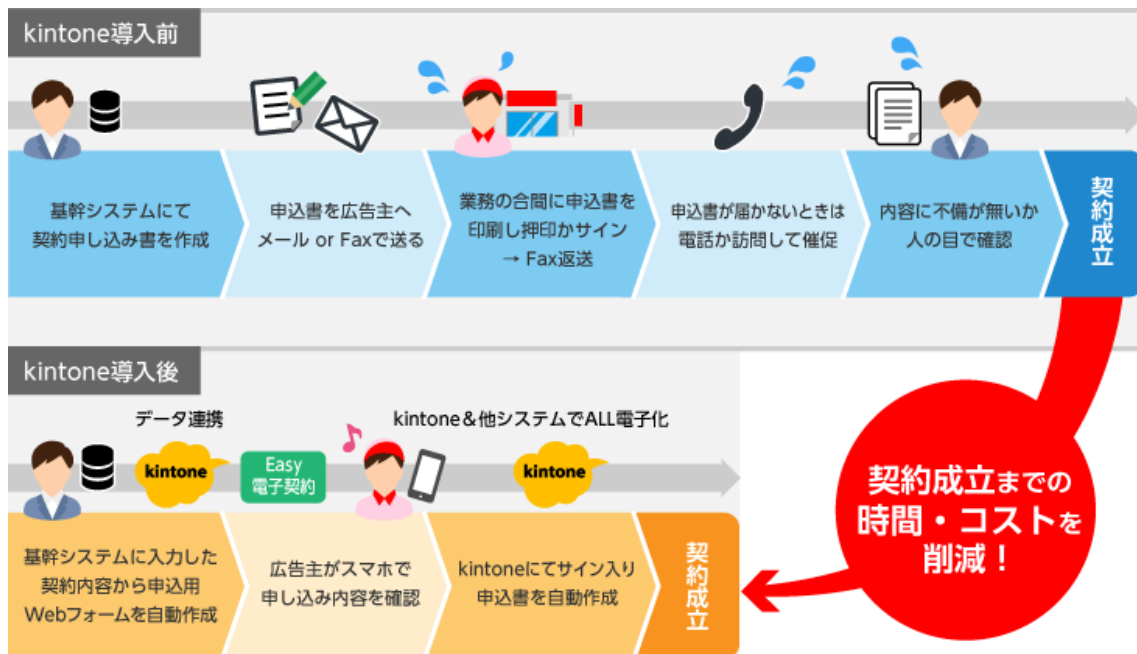 kintone導入前
基幹システムにて
契約申し込み書を作成
申込書を広告主へ
メール or Faxで送る
業務の合間に申込書を
印刷し押印かサイン
→ Fax返送
申込書が届かないときは
電話か訪問して催促
内容に不備が無いか
人の目で確認
契約成立
kintone導入後
データ連携
kintone
Easy
電子契約
kintone&他システムでALL電子化
kintone
基幹システムに入力した
契約内容から申込用
Webフォームを自動作成
広告主がスマホで
申し込み内容を確認
kintoneにてサイン入り
申込書を自動作成
契約成立
契約成立までの
時間・コストを
削減！